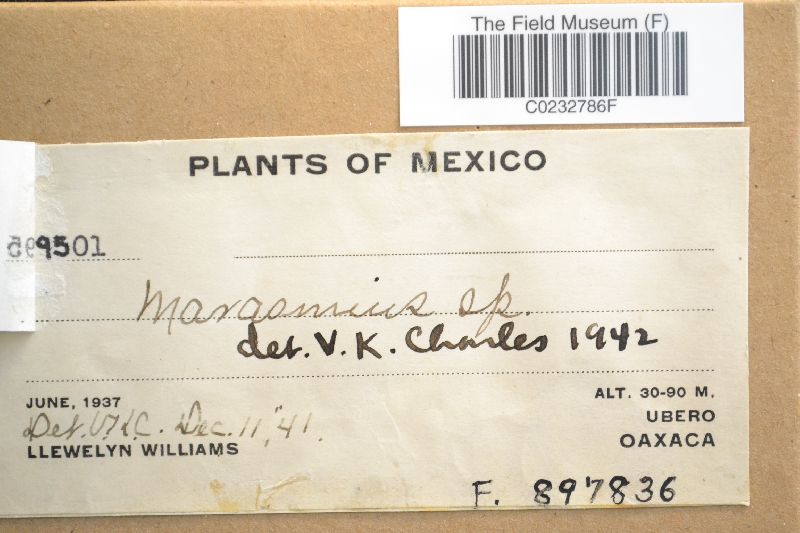 The Field Museum (F)
C0232786F
PLANTS OF MEXICO
9501
Marasmius sp.
det. V. K. Charles 1942
JUNE, 1937
ALT. 30-90 M.
Det. V.K.C. Dec. 11, '41.
UBERO
LLEWELYN WILLIAMS
OAXACA
F. 897836